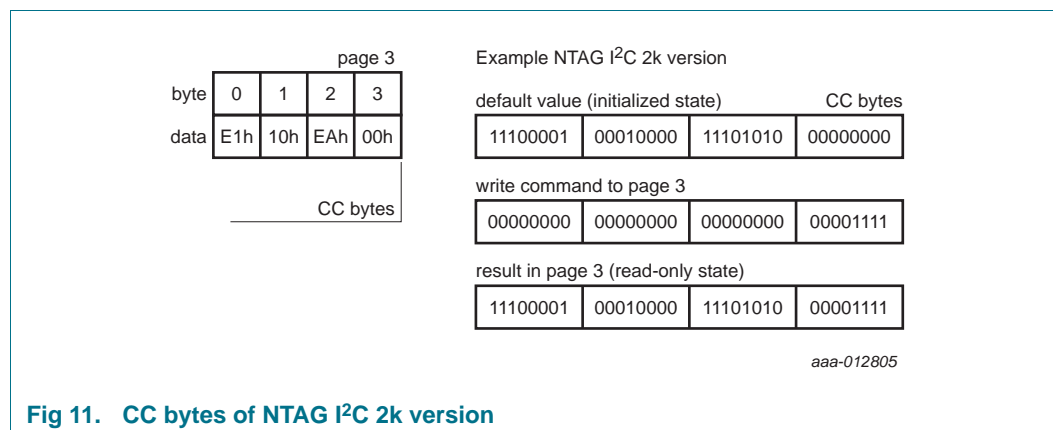 page 3
byte 0 1 2 3
data E1h 10h EAh 00h
CC bytes
Example NTAG I2C 2k version
default value (initialized state) CC bytes
11100001 00010000 11101010 00000000
write command to page 3
00000000 00000000 00000000 00001111
result in page 3 (read-only state)
11100001 00010000 11101010 00001111
aaa-012805
Fig 11. CC bytes of NTAG I2C 2k version